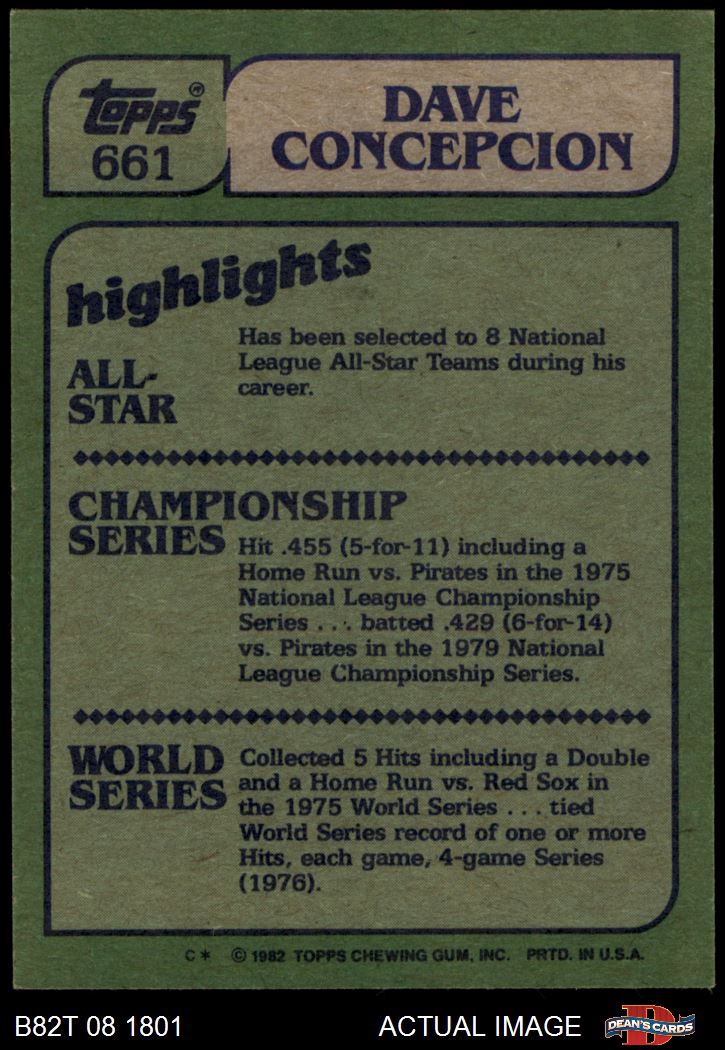 topps®
661
DAVE
CONCEPCION
highlights
ALL-
STAR
Has been selected to 8 National
League All-Star Teams during his
career.
CHAMPIONSHIP
SERIES
Hit .455 (5-for-11) including a
Home Run vs. Pirates in the 1975
National League Championship
Series . . . batted .429 (6-for-14)
vs. Pirates in the 1979 National
League Championship Series.
WORLD
SERIES
Collected 5 Hits including a Double
and a Home Run vs. Red Sox in
the 1975 World Series . . . tied
World Series record of one or more
Hits, each game, 4-game Series
(1976).
C* © 1982 TOPPS CHEWING GUM, INC. PRTD. IN U.S.A.
B82T 08 1801 ACTUAL IMAGE D DEAN'S CARDS